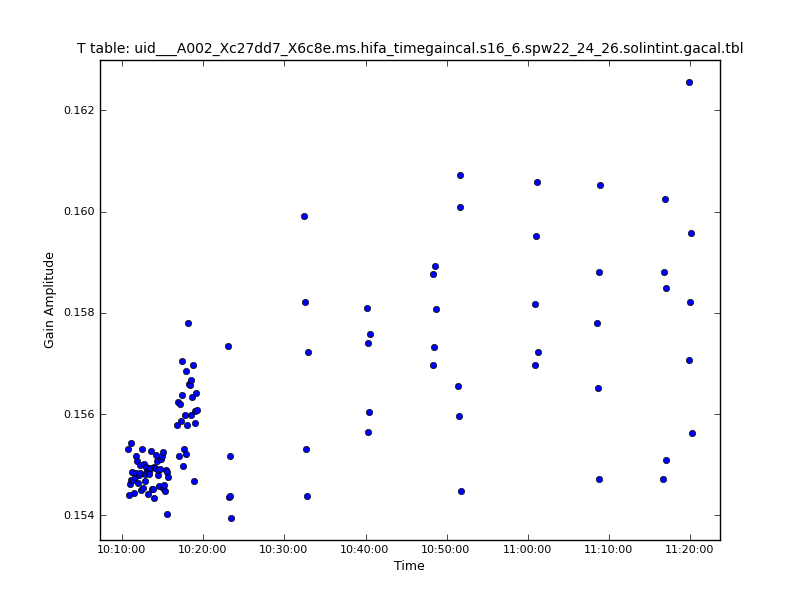 T table: uid___A002_Xc27dd7_X6c8e.ms.hifa_timegaincal.s16_6.spw22_24_26.solintint.gacal.tbl
0.162
0.160
0.158
0.156
0.154
Gain Amplitude
10:10:00 10:20:00 10:30:00 10:40:00 10:50:00 11:00:00 11:10:00 11:20:00
Time